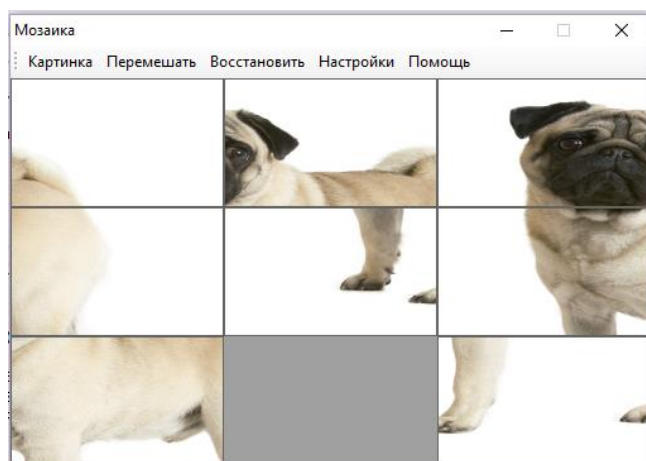 Мозаика
Картинка Перемешать Восстановить Настройки Помощь